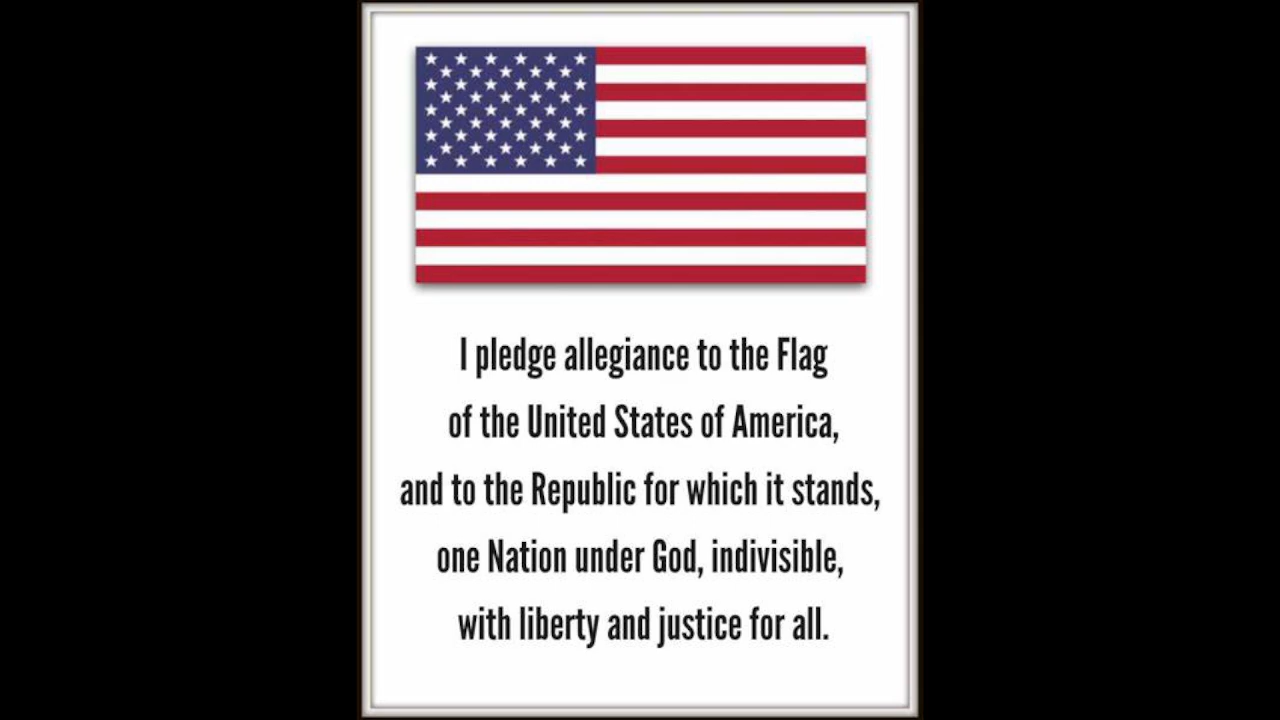 I pledge allegiance to the Flag
of the United States of America,
and to the Republic for which it stands,
one Nation under God, indivisible,
with liberty and justice for all.